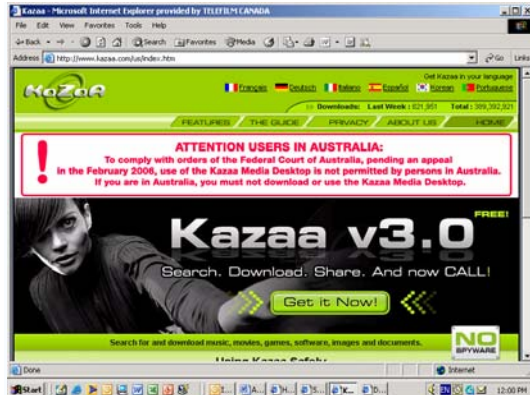 Kazaa - Microsoft Internet Explorer provided by TELEFILM CANADA
File Edit View Favorites Tools Help
Back Search Favorites Media
Address http://www.kazaa.com/us/index.htm Go Links
Get Kazaa in your language
KaZaA
Français Deutsch Italiano Español Korean Portuguese
Downloads: Last Week : 821,951 Total : 389,392,821
FEATURES THE GUIDE PRIVACY ABOUT US HOME
ATTENTION USERS IN AUSTRALIA:
To comply with orders of the Federal Court of Australia, pending an appeal
in the February 2006, use of the Kazaa Media Desktop is not permitted by persons in Australia.
If you are in Australia, you must not download or use the Kazaa Media Desktop.
FREE!
Kazaa v3.0
Search. Download. Share. And now CALL!
Get it Now!
Search for and download music, movies, games, software, images and documents.
NO
SPYWARE
Using Kazaa Safely
Done Internet
Start EN 12:00 PM